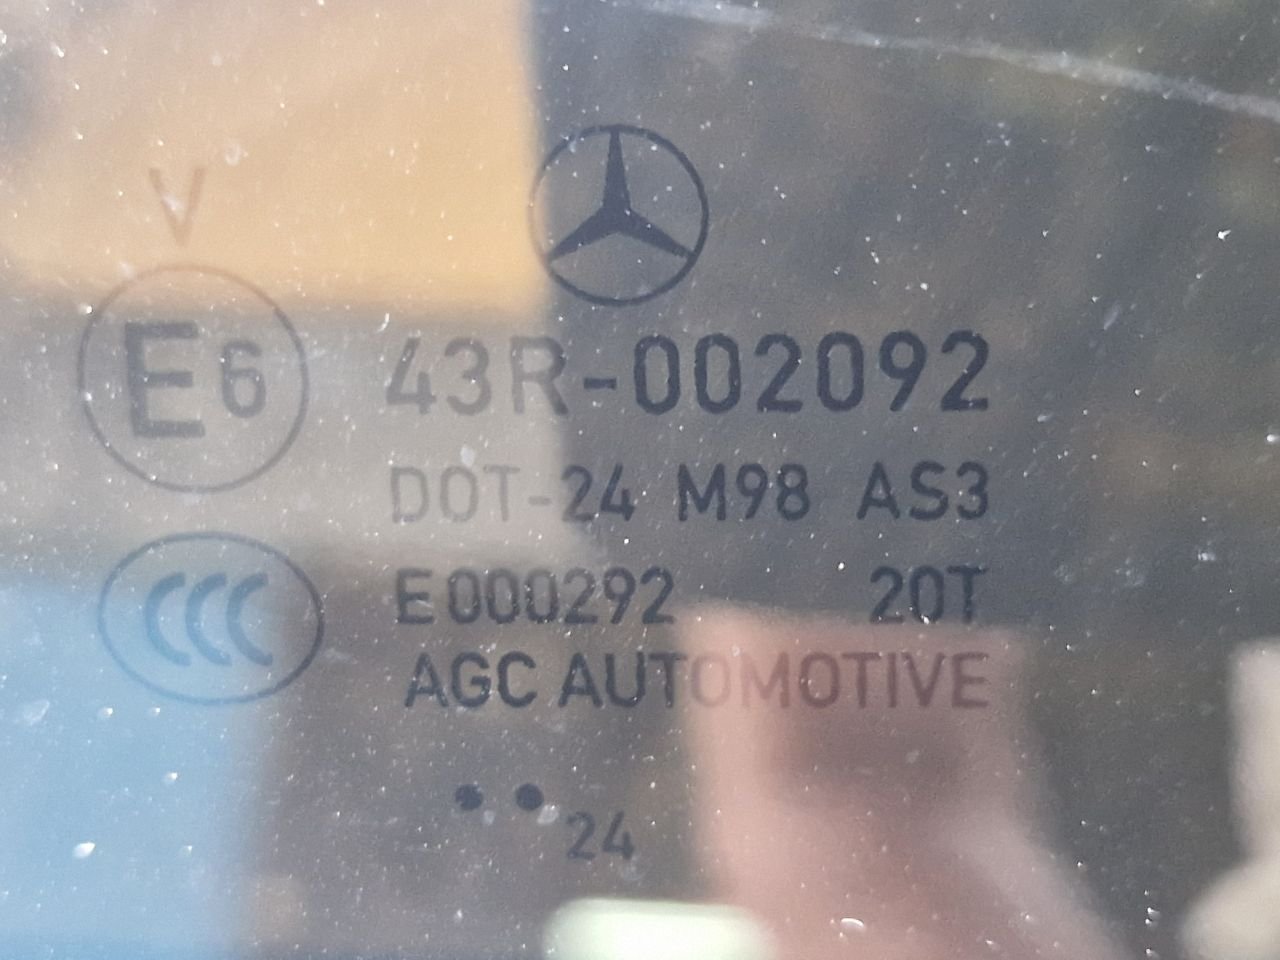 V
E6
43R-002092
DOT-24 M98 AS3
CCC
E000292 20T
AGC AUTOMOTIVE
•• 24